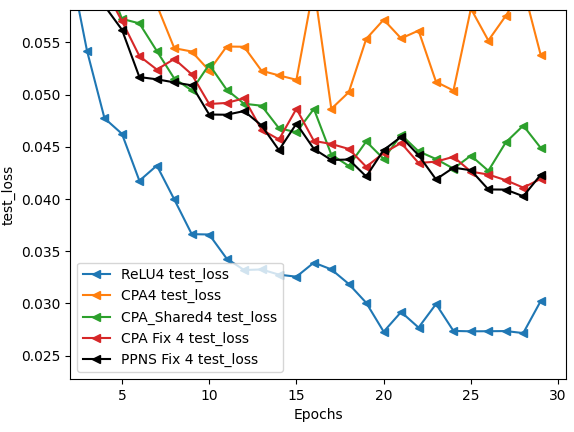 0.055
0.050
0.045
0.040
0.035
0.030
0.025
test_loss
ReLU4 test_loss
CPA4 test_loss
CPA_Shared4 test_loss
CPA Fix 4 test_loss
PPNS Fix 4 test_loss
5 10 15 20 25 30
Epochs